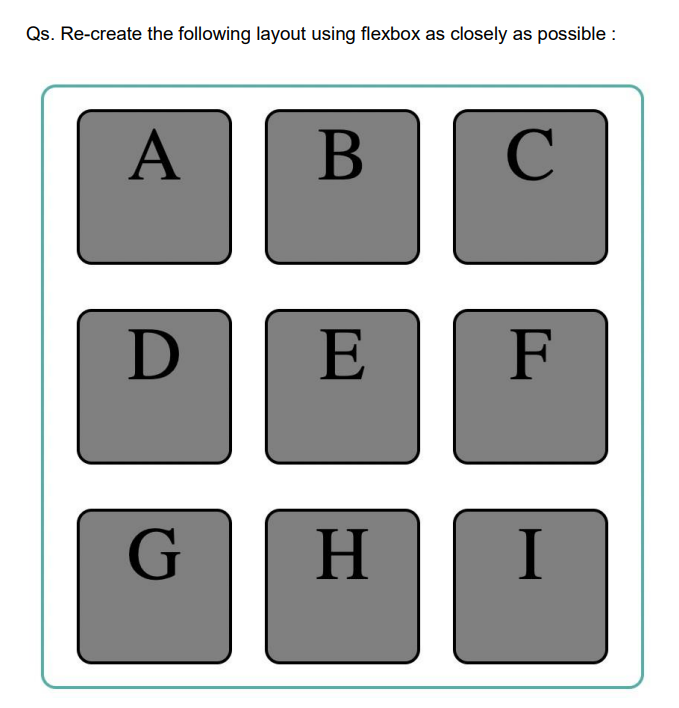 Qs. Re-create the following layout using flexbox as closely as possible :
A B C
D E F
G H I